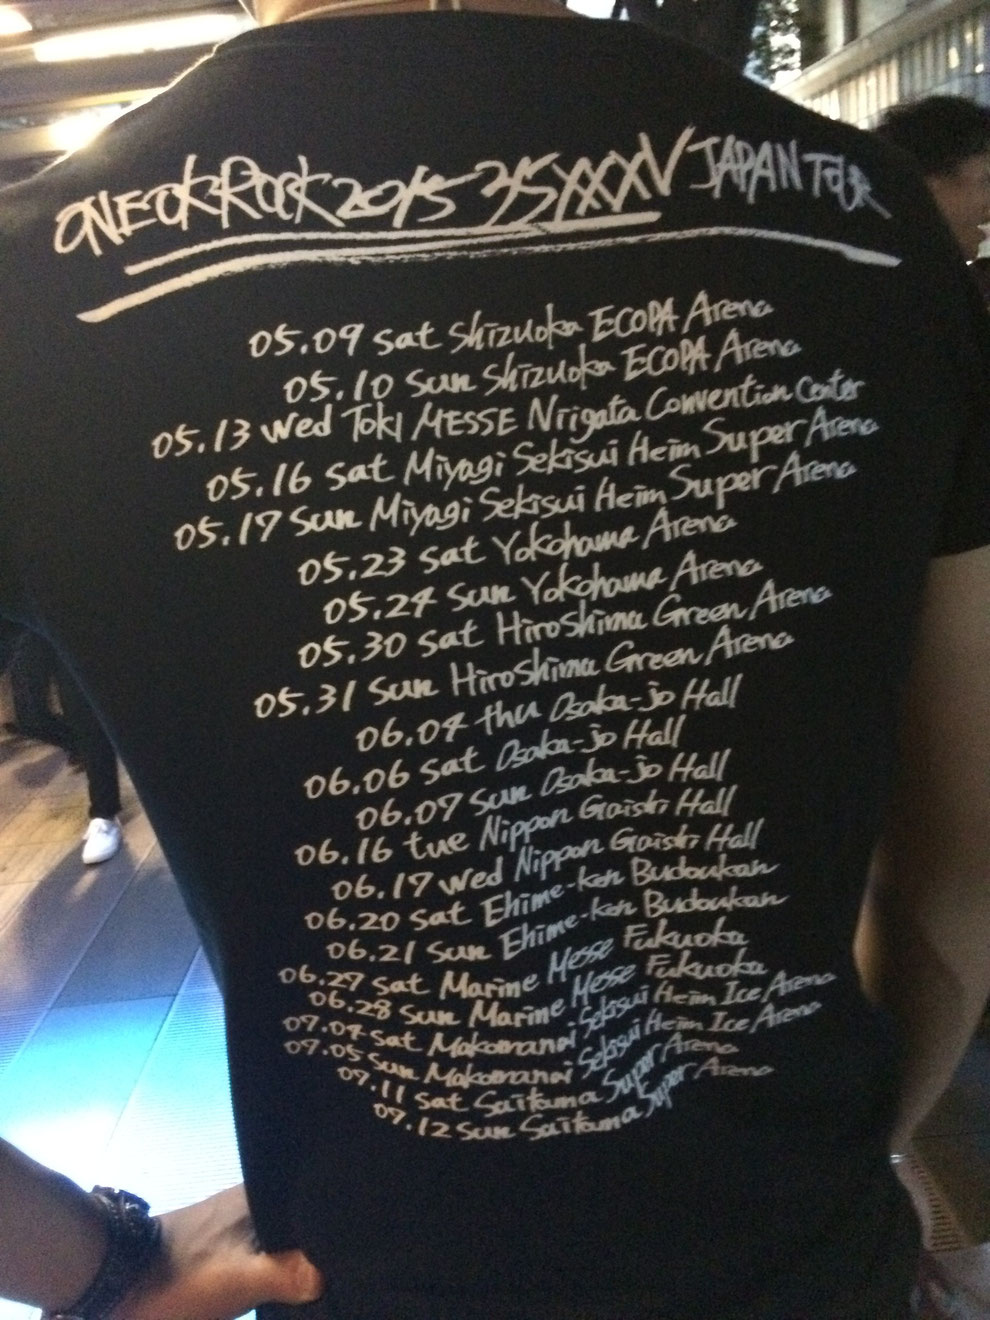 ONE OK ROCK 2015 35XXXV JAPAN TOUR
05.09 sat Shizuoka ECOPA Arena
05.10 sun Shizuoka ECOPA Arena
05.13 wed Toki MESSE Niigata Convention Center
05.16 sat Miyagi Sekisui Heim Super Arena
05.17 sun Miyagi Sekisui Heim Super Arena
05.23 sat Yokohama Arena
05.24 sun Yokohama Arena
05.30 sat Hiroshima Green Arena
05.31 sun Hiroshima Green Arena
06.04 thu Osaka-jo Hall
06.06 sat Osaka-jo Hall
06.07 sun Osaka-jo Hall
06.16 tue Nippon Gaishi Hall
06.17 wed Nippon Gaishi Hall
06.20 sat Ehime-ken Budoukan
06.21 sun Ehime-ken Budoukan
06.27 sat Marine Messe Fukuoka
06.28 sun Marine Messe Fukuoka
07.04 sat Makomanai Sekisui Heim Ice Arena
07.05 sun Makomanai Sekisui Heim Ice Arena
07.11 sat Saitama Super Arena
07.12 sun Saitama Super Arena